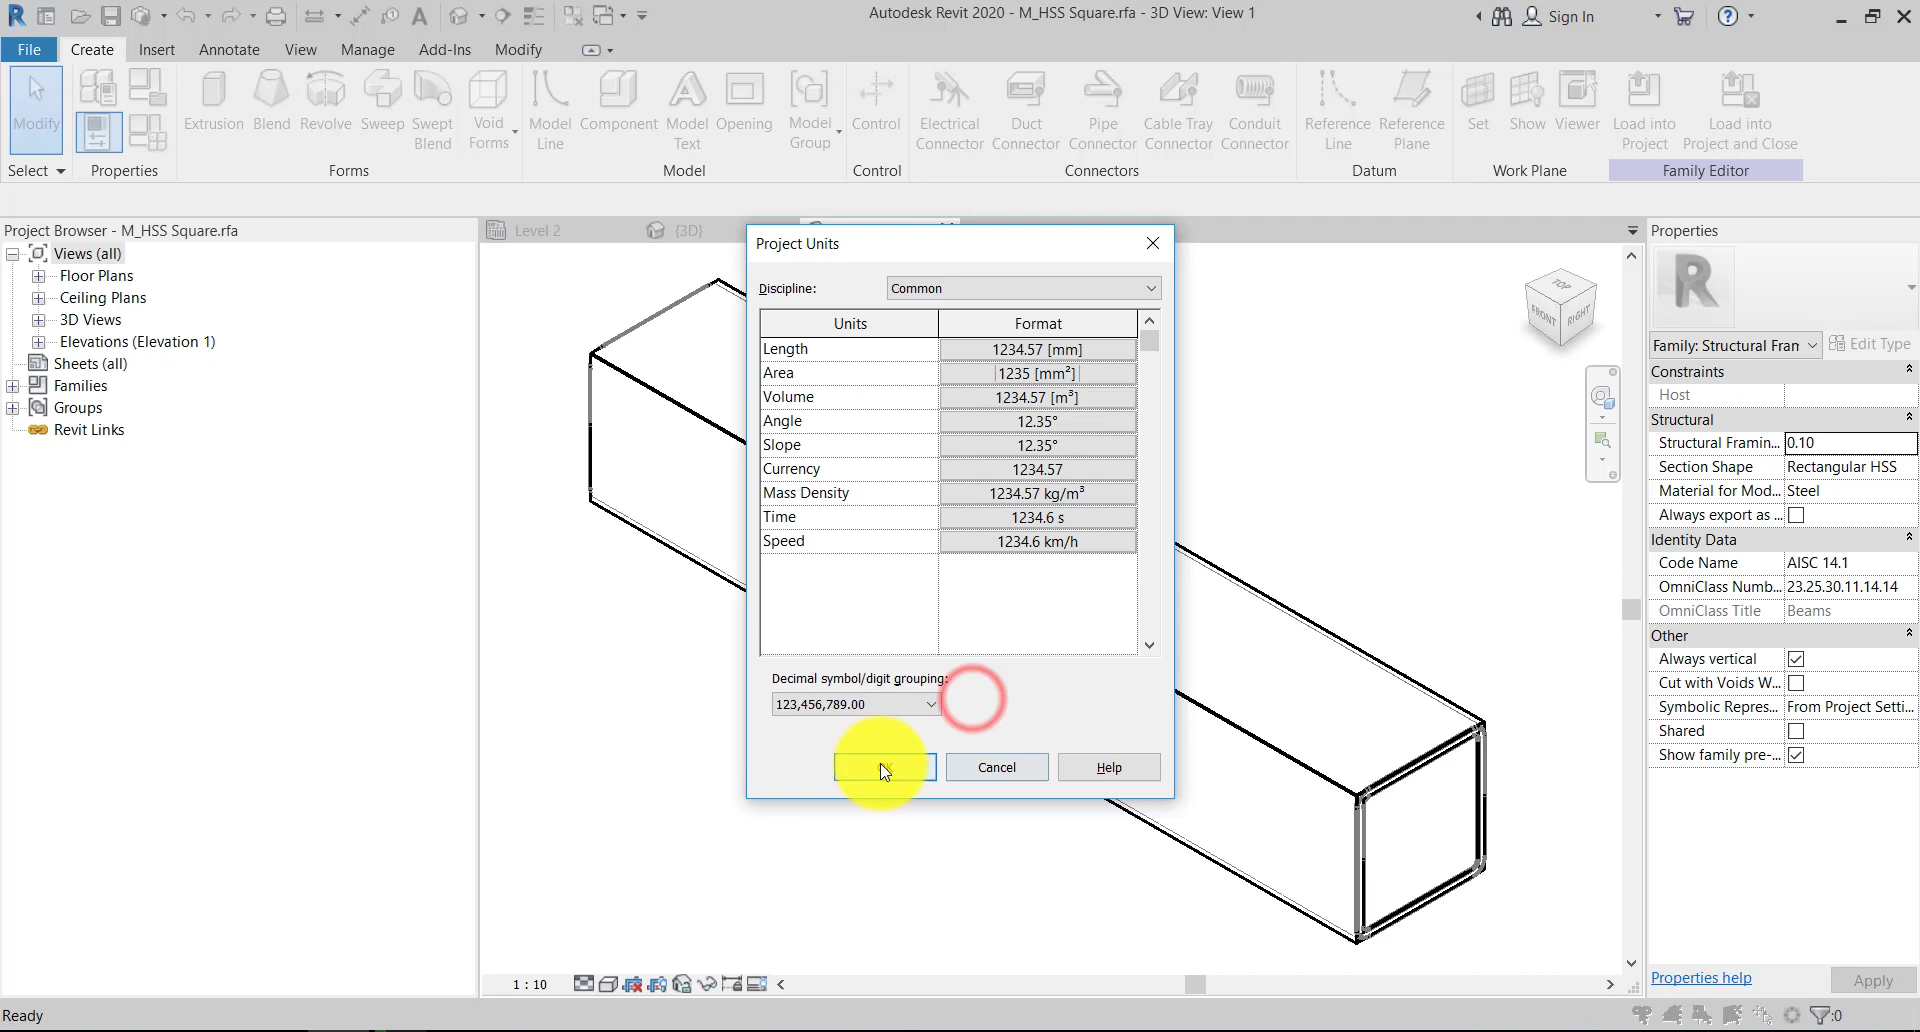 Autodesk Revit 2020 - M_HSS Square.rfa - 3D View: View 1
Sign In
File
Create
Insert
Annotate
View
Manage
Add-Ins
Modify
Modify
Extrusion
Blend
Revolve
Sweep
Swept
Blend
Void
Forms
Model
Line
Component
Model
Text
Opening
Model
Group
Control
Electrical
Connector
Duct
Connector
Pipe
Connector
Cable Tray
Connector
Conduit
Connector
Reference
Line
Reference
Plane
Set
Show
Viewer
Load into
Project
Load into
Project and Close
Select
Properties
Forms
Model
Control
Connectors
Datum
Work Plane
Family Editor
Project Browser - M_HSS Square.rfa
Views (all)
Floor Plans
Ceiling Plans
3D Views
Elevations (Elevation 1)
Sheets (all)
Families
Groups
Revit Links
Level 2
{3D}
Project Units
Discipline:
Common
Units
Format
Length
1234.57 [mm]
Area
1235 [mm²]
Volume
1234.57 [m³]
Angle
12.35°
Slope
12.35°
Currency
1234.57
Mass Density
1234.57 kg/m³
Time
1234.6 s
Speed
1234.6 km/h
Decimal symbol/digit grouping:
123,456,789.00
Cancel
Help
TOP
FRONT
RIGHT
Properties
R
Family: Structural Fran
Edit Type
Constraints
Host
Structural
Structural Framin...
0.10
Section Shape
Rectangular HSS
Material for Mod...
Steel
Always export as ...
Identity Data
Code Name
AISC 14.1
OmniClass Numb...
23.25.30.11.14.14
OmniClass Title
Beams
Other
Always vertical
Cut with Voids W...
Symbolic Repres...
From Project Setti...
Shared
Show family pre-...
Properties help
Apply
1 : 10
Ready
:0